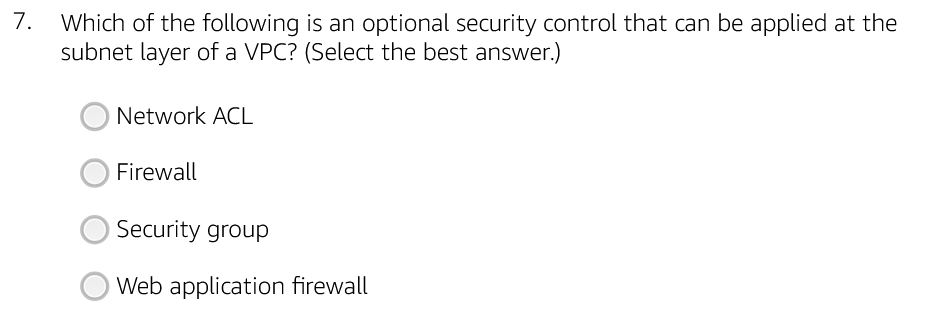 7. Which of the following is an optional security control that can be applied at the
subnet layer of a VPC? (Select the best answer.)
Network ACL
Firewall
Security group
Web application firewall